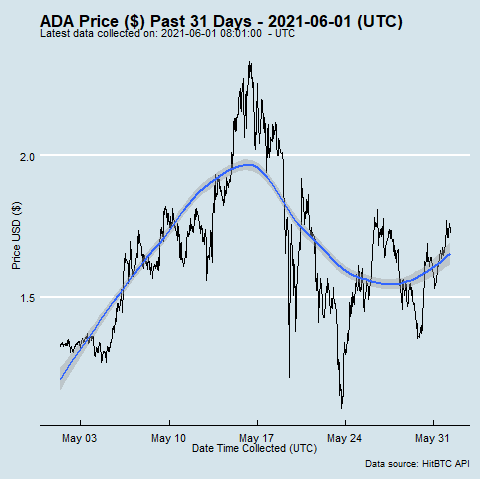 ADA Price ($) Past 31 Days - 2021-06-01 (UTC)
Latest data collected on: 2021-06-01 08:01:00 - UTC
Price USD ($)
2.0
1.5
May 03 May 10 May 17 May 24 May 31
Date Time Collected (UTC)
Data source: HitBTC API